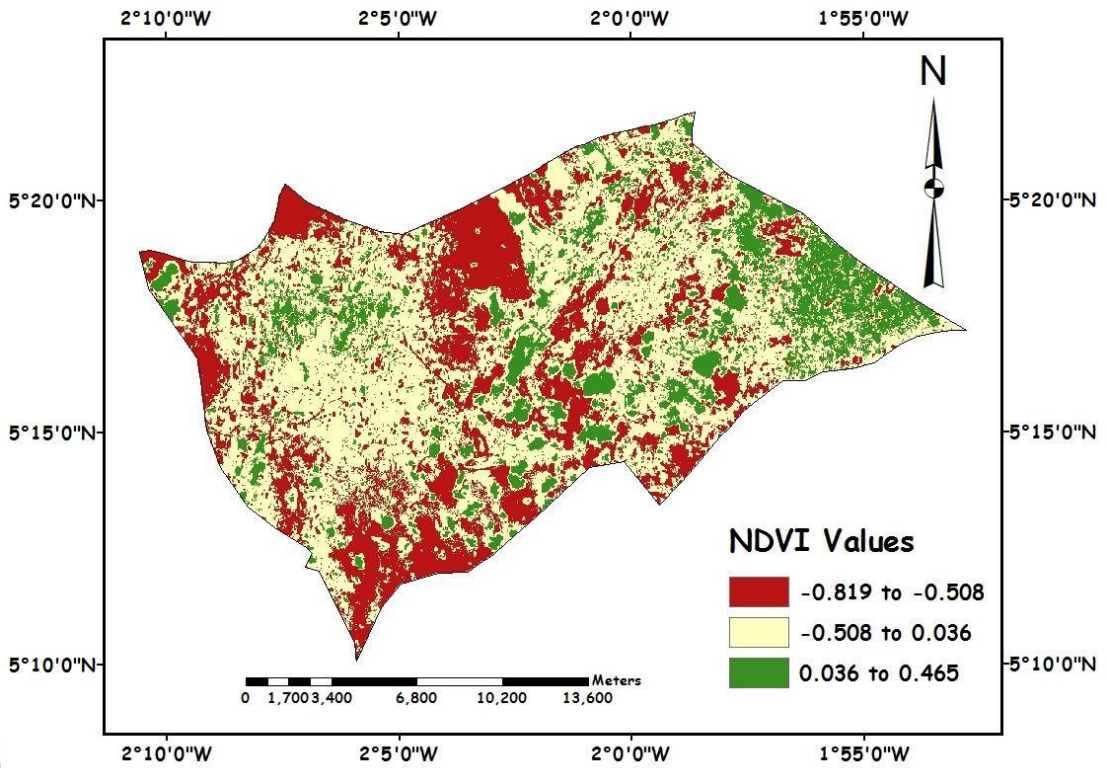 2°10'0"W 2°5'0"W 2°0'0"W 1°55'0"W
N
5°20'0"N 5°20'0"N
5°15'0"N 5°15'0"N
NDVI Values
-0.819 to -0.508
-0.508 to 0.036
0.036 to 0.465
5°10'0"N 5°10'0"N
Meters
0 1,700 3,400 6,800 10,200 13,600
2°10'0"W 2°5'0"W 2°0'0"W 1°55'0"W